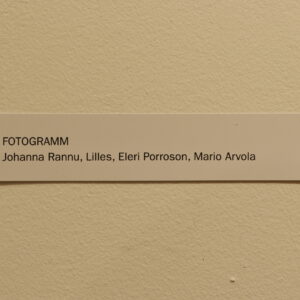 FOTOGRAMM
Johanna Rannu, Lilles, Eleri Porroson, Mario Arvola